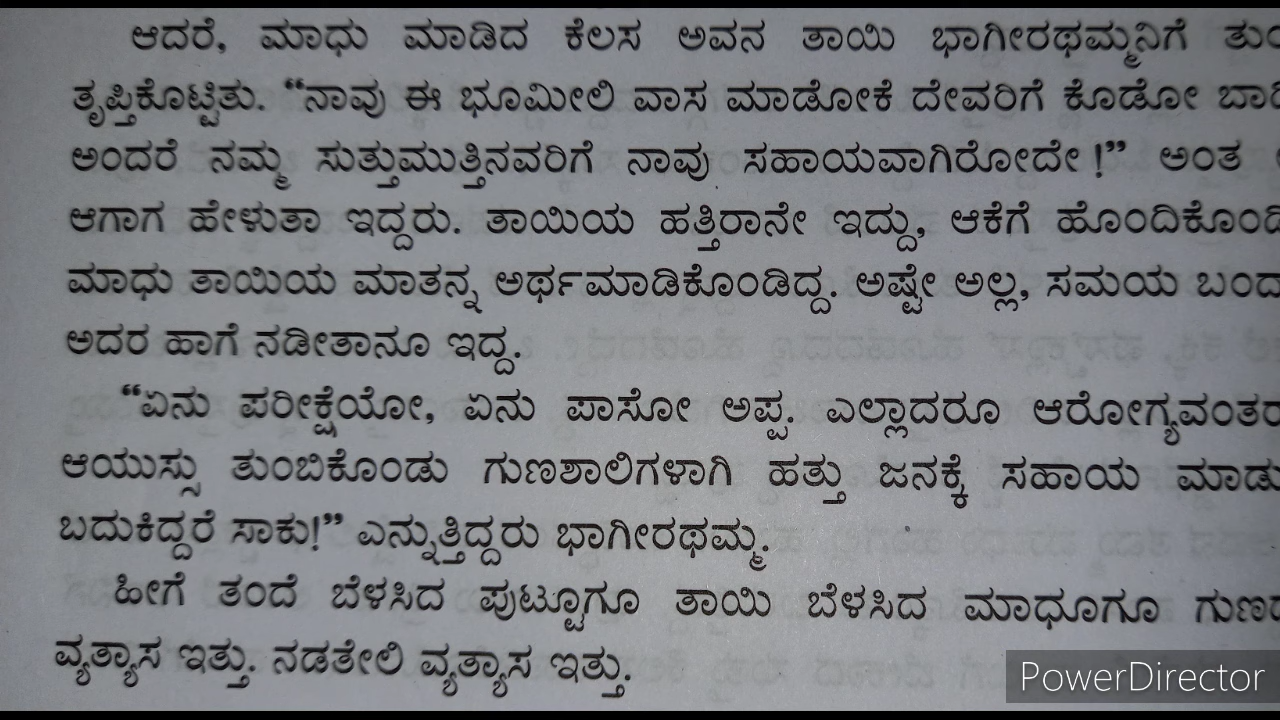 ಆದರೆ, ಮಾಧು ಮಾಡಿದ ಕೆಲಸ ಅವನ ತಾಯಿ ಭಾಗೀರಥಮ್ಮನಿಗೆ
ತೃಪ್ತಿಕೊಟ್ಟಿತು. “ನಾವು ಈ ಭೂಮೀಲಿ ವಾಸ ಮಾಡೋಕೆ ದೇವರಿಗೆ ಕೊಡೋ
ಅಂದರೆ ನಮ್ಮ ಸುತ್ತುಮುತ್ತಿನವರಿಗೆ ನಾವು ಸಹಾಯವಾಗಿರೋದೇ!” ಅಂತ
ಆಗಾಗ ಹೇಳುತಾ ಇದ್ದರು. ತಾಯಿಯ ಹತ್ತಿರಾನೇ ಇದ್ದು, ಆಕೆಗೆ
ಮಾಧು ತಾಯಿಯ ಮಾತನ್ನ ಅರ್ಥಮಾಡಿಕೊಂಡಿದ್ದ. ಅಷ್ಟೇ ಅಲ್ಲ, ಸಮಯ
ಅದರ ಹಾಗೆ ನಡೀತಾನೂ ಇದ್ದ.
“ಏನು ಪರೀಕ್ಷೆಯೋ, ಏನು ಪಾಸೋ ಅಪ್ಪ. ಎಲ್ಲಾದರೂ
ಆಯುಸ್ಸು ತುಂಬಿಕೊಂಡು ಗುಣಶಾಲಿಗಳಾಗಿ ಹತ್ತು ಜನಕ್ಕೆ ಸಹಾಯ
ಬದುಕಿದ್ದರೆ ಸಾಕು!” ಎನ್ನುತ್ತಿದ್ದರು ಭಾಗೀರಥಮ್ಮ.
ಹೀಗೆ ತಂದೆ ಬೆಳಸಿದ ಪುಟ್ಟೂಗೂ ತಾಯಿ ಬೆಳಸಿದ ಮಾಧೂಗೂ
ವ್ಯತ್ಯಾಸ ಇತ್ತು. ನಡತೇಲಿ ವ್ಯತ್ಯಾಸ ಇತ್ತು.
PowerDirector